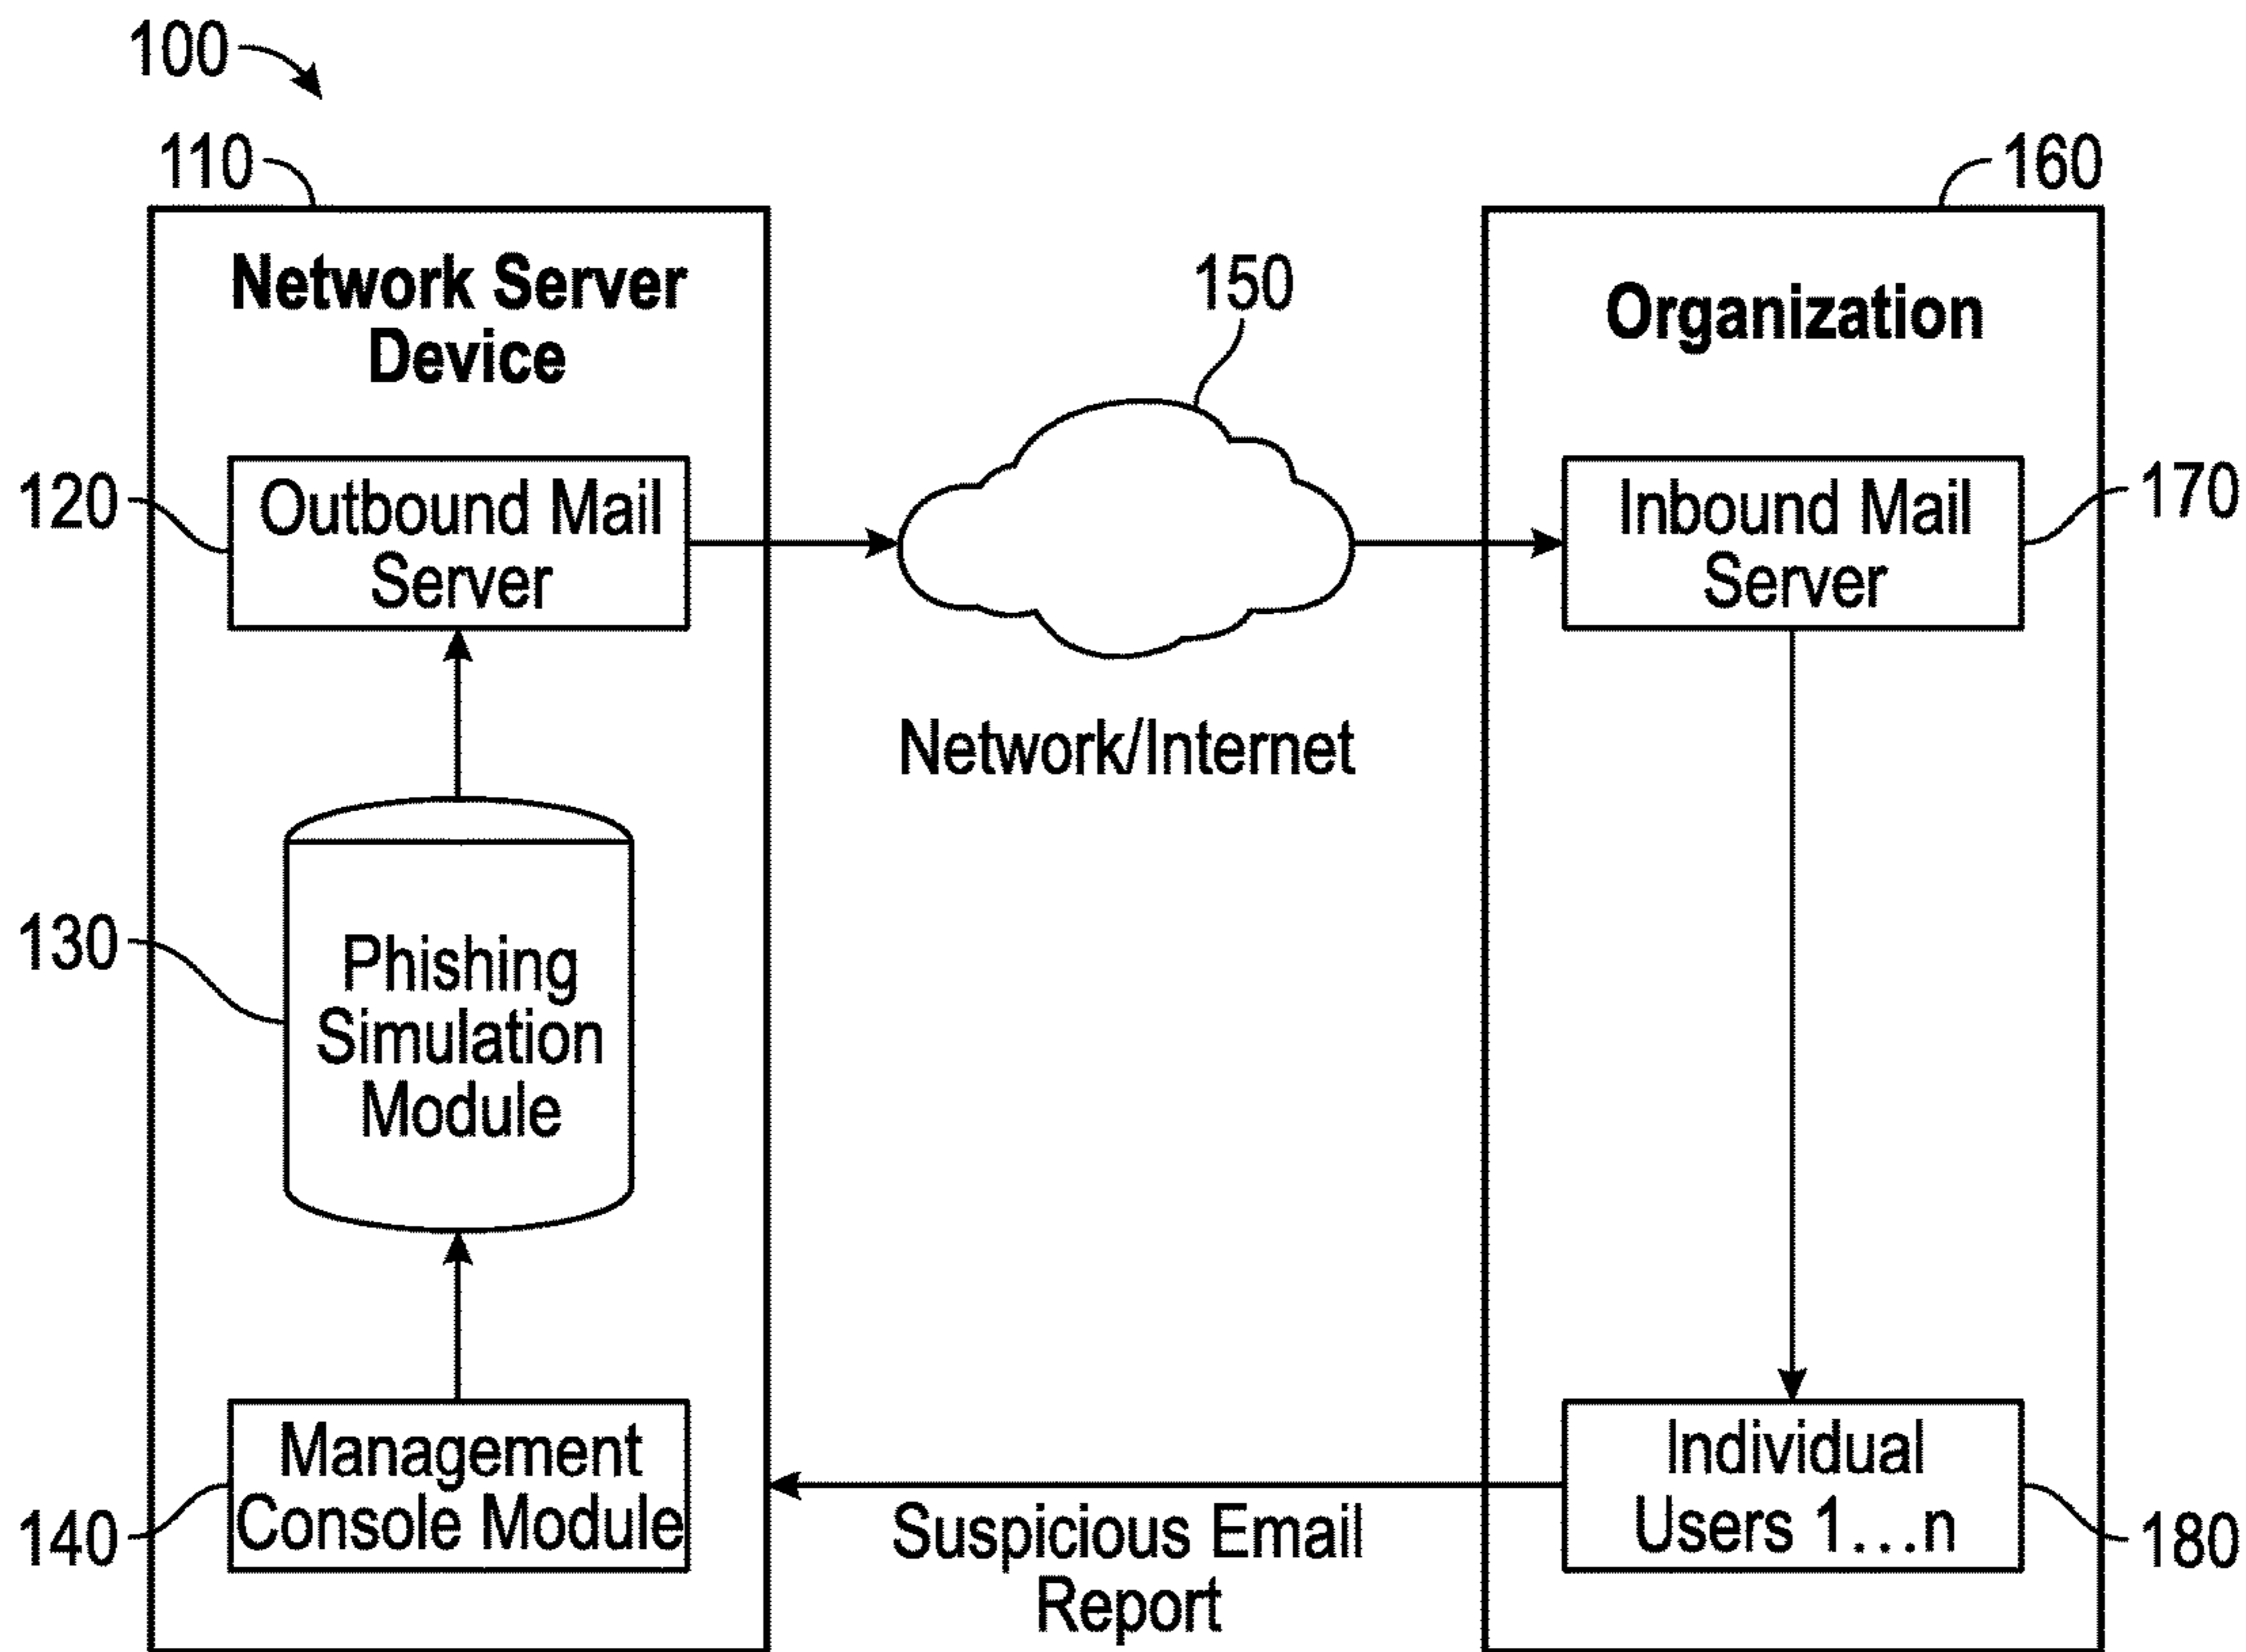 100
110
160
Network Server
Device
150
Organization
120
Outbound Mail
Server
Inbound Mail
Server
170
Network/Internet
130
Phishing
Simulation
Module
140
Management
Console Module
Suspicious Email
Report
Individual
Users 1...n
180